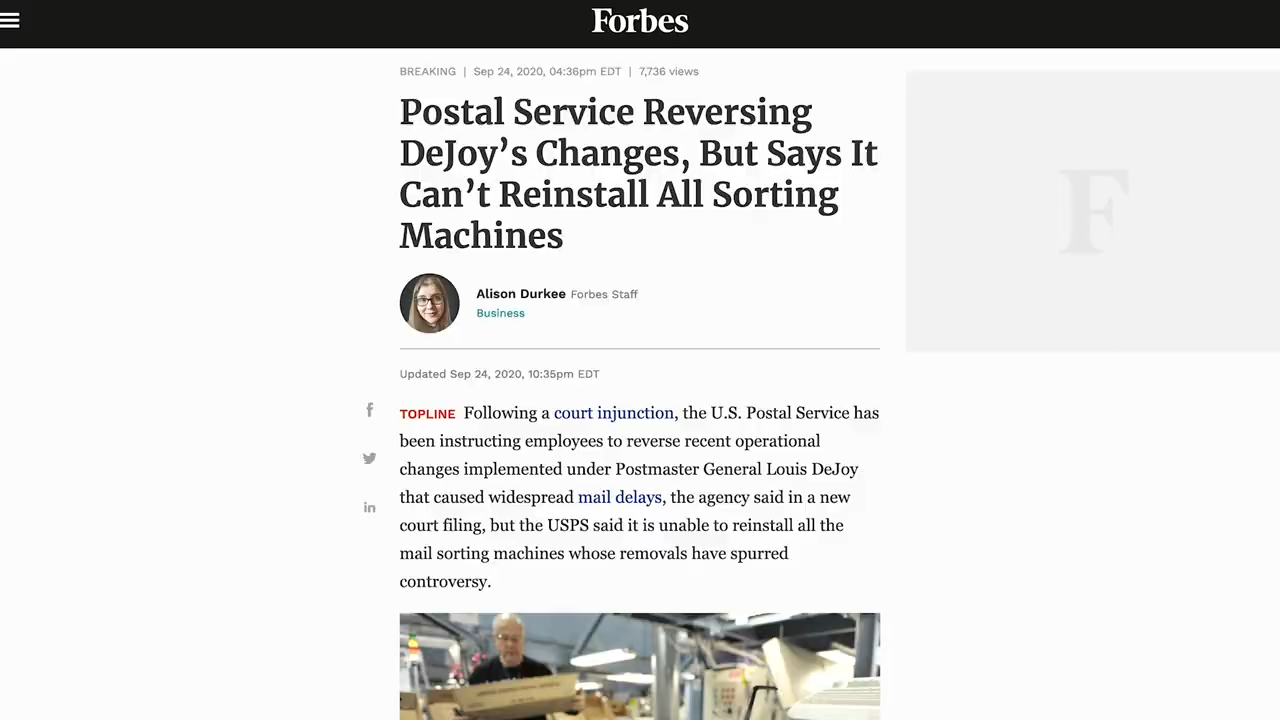 Forbes
BREAKING | Sep 24, 2020, 04:36pm EDT | 7,736 views
Postal Service Reversing
DeJoy’s Changes, But Says It
Can’t Reinstall All Sorting
Machines
Alison Durkee Forbes Staff
Business
Updated Sep 24, 2020, 10:35pm EDT
TOPLINE Following a court injunction, the U.S. Postal Service has
been instructing employees to reverse recent operational
changes implemented under Postmaster General Louis DeJoy
that caused widespread mail delays, the agency said in a new
court filing, but the USPS said it is unable to reinstall all the
mail sorting machines whose removals have spurred
controversy.
F